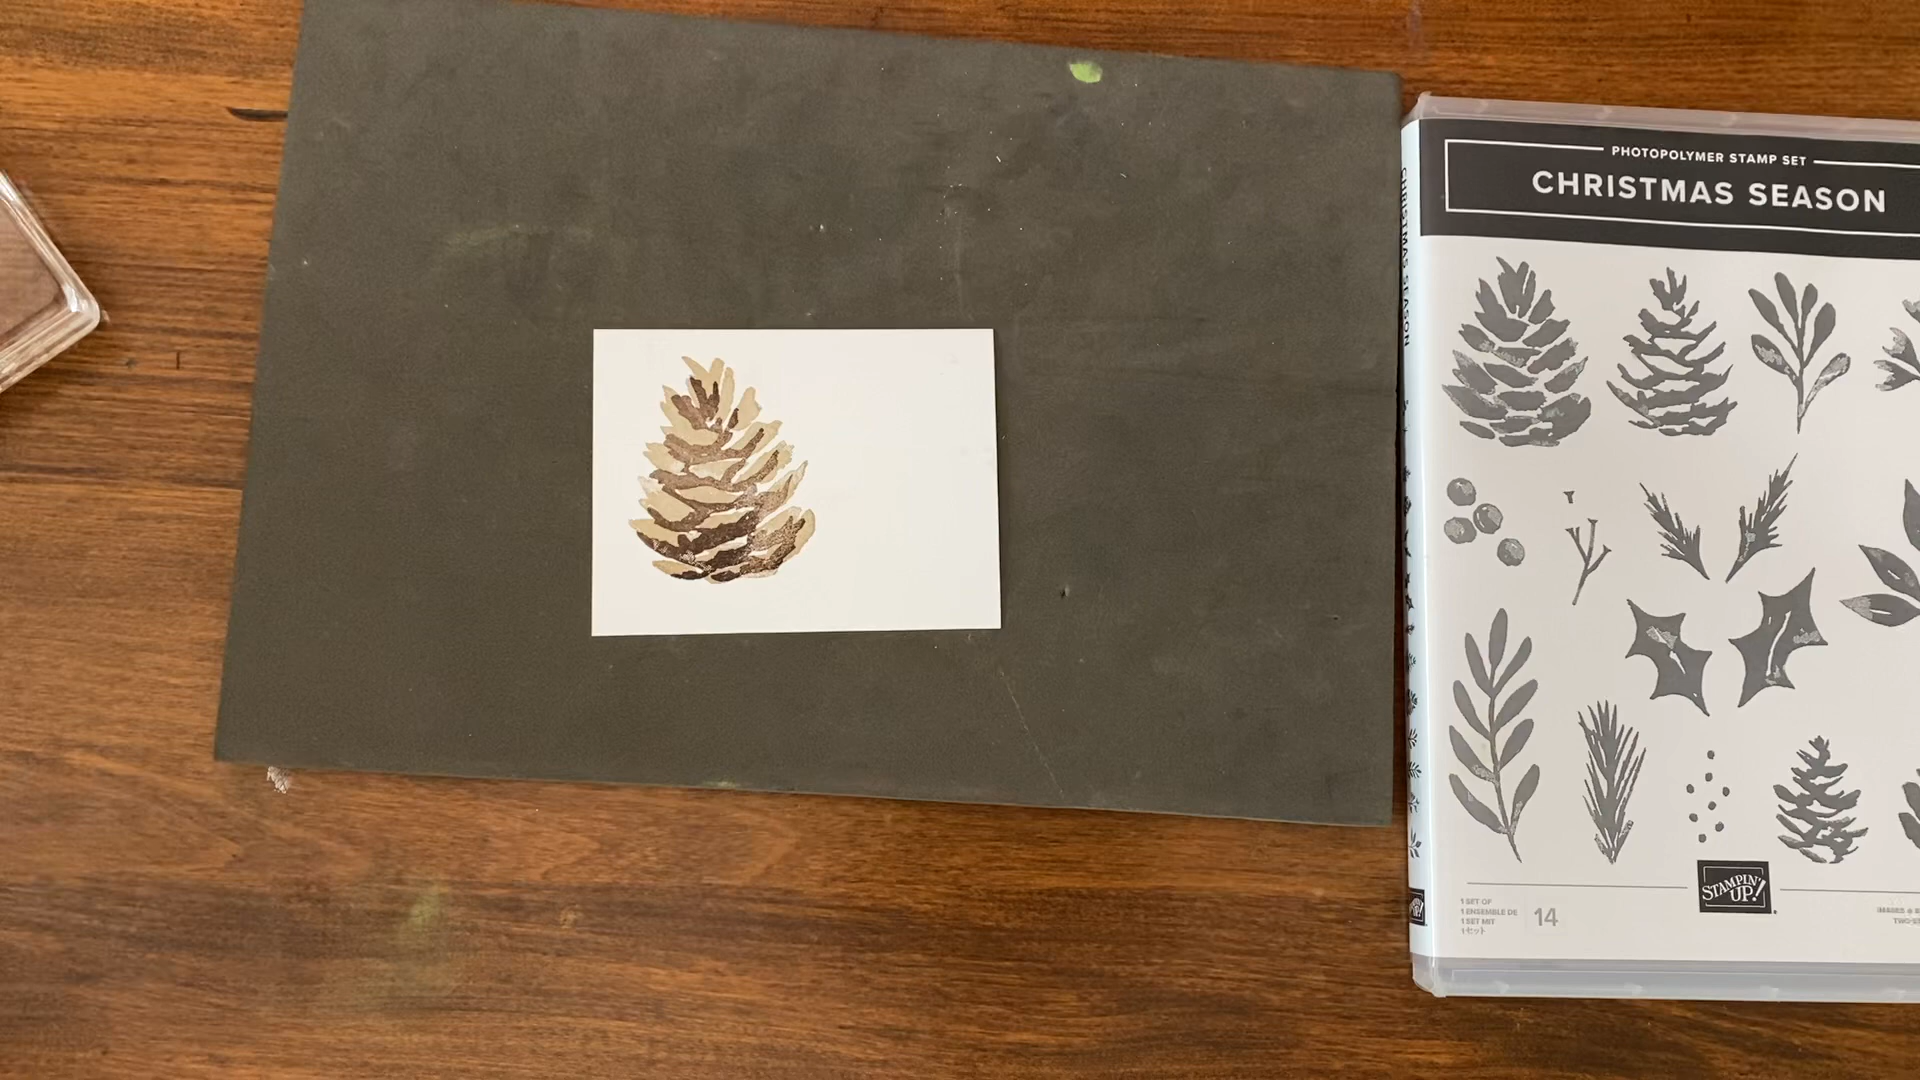 PHOTOPOLYMER STAMP SET
CHRISTMAS SEASON
CHRISTMAS SEASON
STAMPIN' UP!
1 SET OF
1 ENSEMBLE DE
1 SET MIT
1セット
14